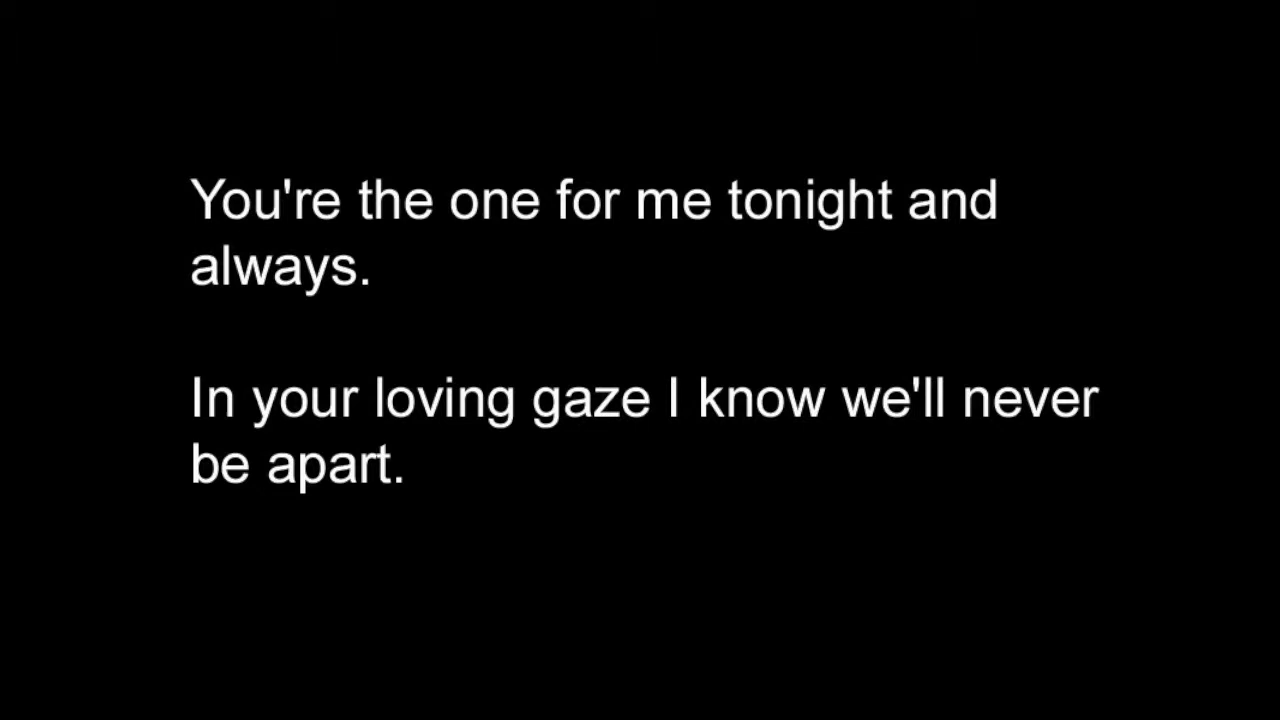 You're the one for me tonight and
always.
In your loving gaze I know we'll never
be apart.